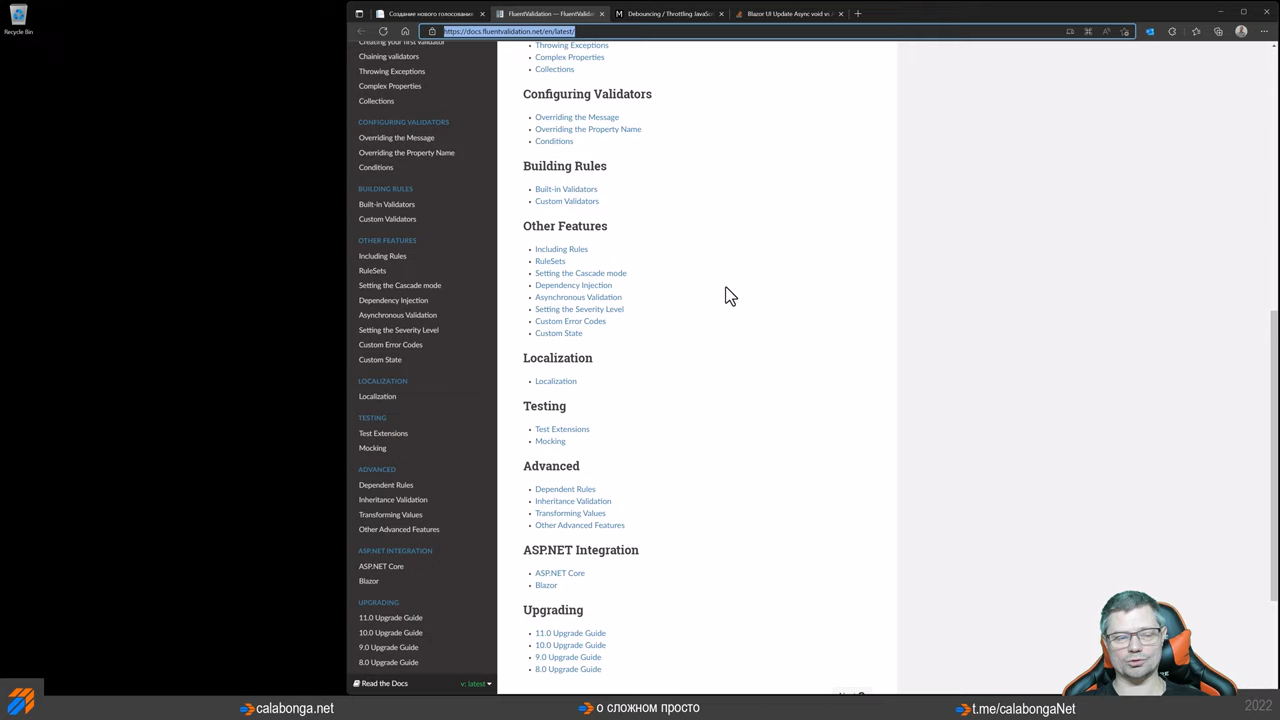 Создание нового голосования
FluentValidation — FluentValid
Debouncing / Throttling JavaSc
Blazor UI Update Async void vs
https://docs.fluentvalidation.net/en/latest/
Recycle Bin
Creating your first validator
Chaining validators
Throwing Exceptions
Complex Properties
Collections
CONFIGURING VALIDATORS
Overriding the Message
Overriding the Property Name
Conditions
BUILDING RULES
Built-in Validators
Custom Validators
OTHER FEATURES
Including Rules
RuleSets
Setting the Cascade mode
Dependency Injection
Asynchronous Validation
Setting the Severity Level
Custom Error Codes
Custom State
LOCALIZATION
Localization
TESTING
Test Extensions
Mocking
ADVANCED
Dependent Rules
Inheritance Validation
Transforming Values
Other Advanced Features
ASP.NET INTEGRATION
ASP.NET Core
Blazor
UPGRADING
11.0 Upgrade Guide
10.0 Upgrade Guide
9.0 Upgrade Guide
8.0 Upgrade Guide
Read the Docs
v: latest
Throwing Exceptions
Complex Properties
Collections
Configuring Validators
Overriding the Message
Overriding the Property Name
Conditions
Building Rules
Built-in Validators
Custom Validators
Other Features
Including Rules
RuleSets
Setting the Cascade mode
Dependency Injection
Asynchronous Validation
Setting the Severity Level
Custom Error Codes
Custom State
Localization
Localization
Testing
Test Extensions
Mocking
Advanced
Dependent Rules
Inheritance Validation
Transforming Values
Other Advanced Features
ASP.NET Integration
ASP.NET Core
Blazor
Upgrading
11.0 Upgrade Guide
10.0 Upgrade Guide
9.0 Upgrade Guide
8.0 Upgrade Guide
calabonga.net
о сложном просто
t.me/calabongaNet
2022